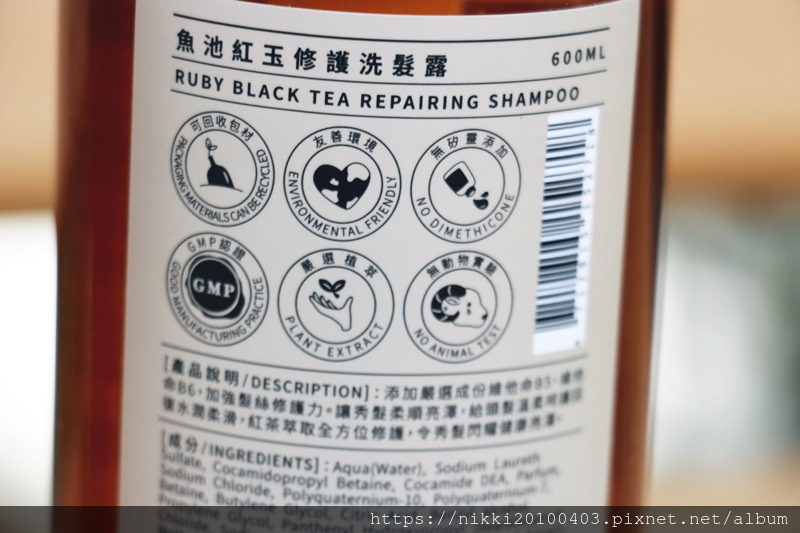 魚池紅玉修護洗髮露 600ML
RUBY BLACK TEA REPAIRING SHAMPOO
可回收包材
PACKAGING MATERIALS CAN BE RECYCLED
友善環境
ENVIRONMENTAL FRIENDLY
無矽靈添加
NO DIMETHICONE
GMP認證
GMP
GOOD MANUFACTURING PRACTICE
嚴選植萃
PLANT EXTRACT
無動物實驗
NO ANIMAL TEST
[產品說明/DESCRIPTION]:添加嚴選成份維他命B5、維他
命B6,加強髮絲修護力。讓秀髮柔順亮澤,給頭髮溫柔呵護回
復水潤柔滑,紅茶萃取全方位修護,令秀髮閃耀健康亮澤。
[成分/INGREDIENTS]:Aqua(Water), Sodium Laureth
Sulfate, Cocamidopropyl Betaine, Cocamide DEA, Parfum,
Sodium Chloride, Polyquaternium-10, Polyquaternium-7,
Betaine, Butylene Glycol,
Propylene Glycol, Panthenyl
https://nikki20100403.pixnet.net/album